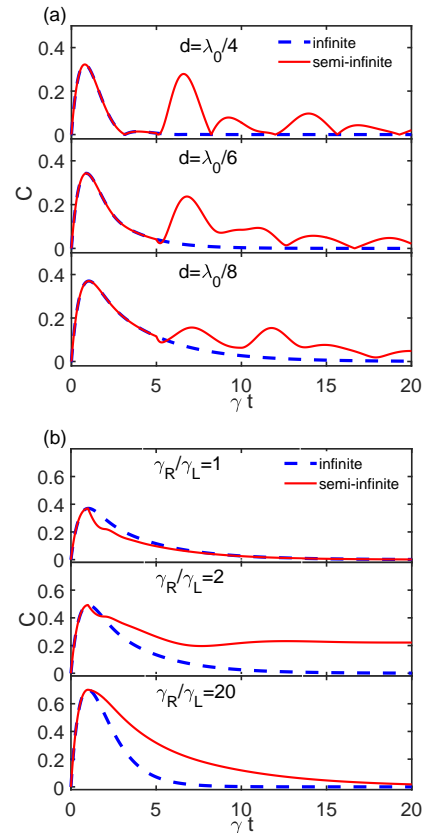 (a)
d=λ₀/4
infinite
semi-infinite
0.4
0.2
0
d=λ₀/6
0.4
0.2
0
C
d=λ₀/8
0.4
0.2
0
0 5 10 15 20
γ t
(b)
γR/γL=1
infinite
semi-infinite
0.6
0.4
0.2
0
γR/γL=2
0.6
0.4
0.2
0
C
γR/γL=20
0.6
0.4
0.2
0
0 5 10 15 20
γ t